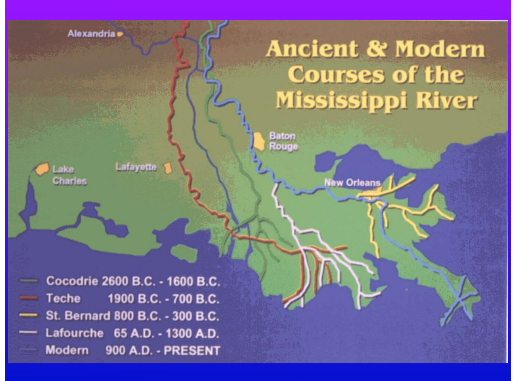 Alexandria
Ancient & Modern
Courses of the
Mississippi River
Baton
Rouge
Lake
Charles
Lafayette
New Orleans
Cocodrie 2600 B.C. - 1600 B.C.
Teche 1900 B.C. - 700 B.C.
St. Bernard 800 B.C. - 300 B.C.
Lafourche 65 A.D. - 1300 A.D.
Modern 900 A.D. - PRESENT